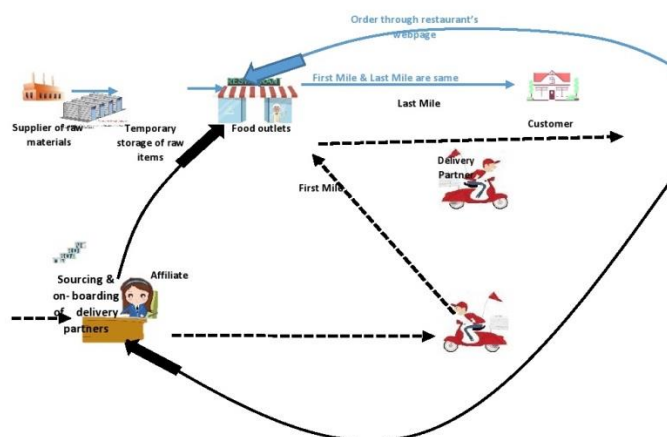 Order through restaurant's
webpage
First Mile & Last Mile are same
Last Mile
Supplier of raw
materials
Temporary
storage of raw
items
Food outlets
Customer
Delivery
Partner
First Mile
Affiliate
Sourcing &
on- boarding
of delivery
partners